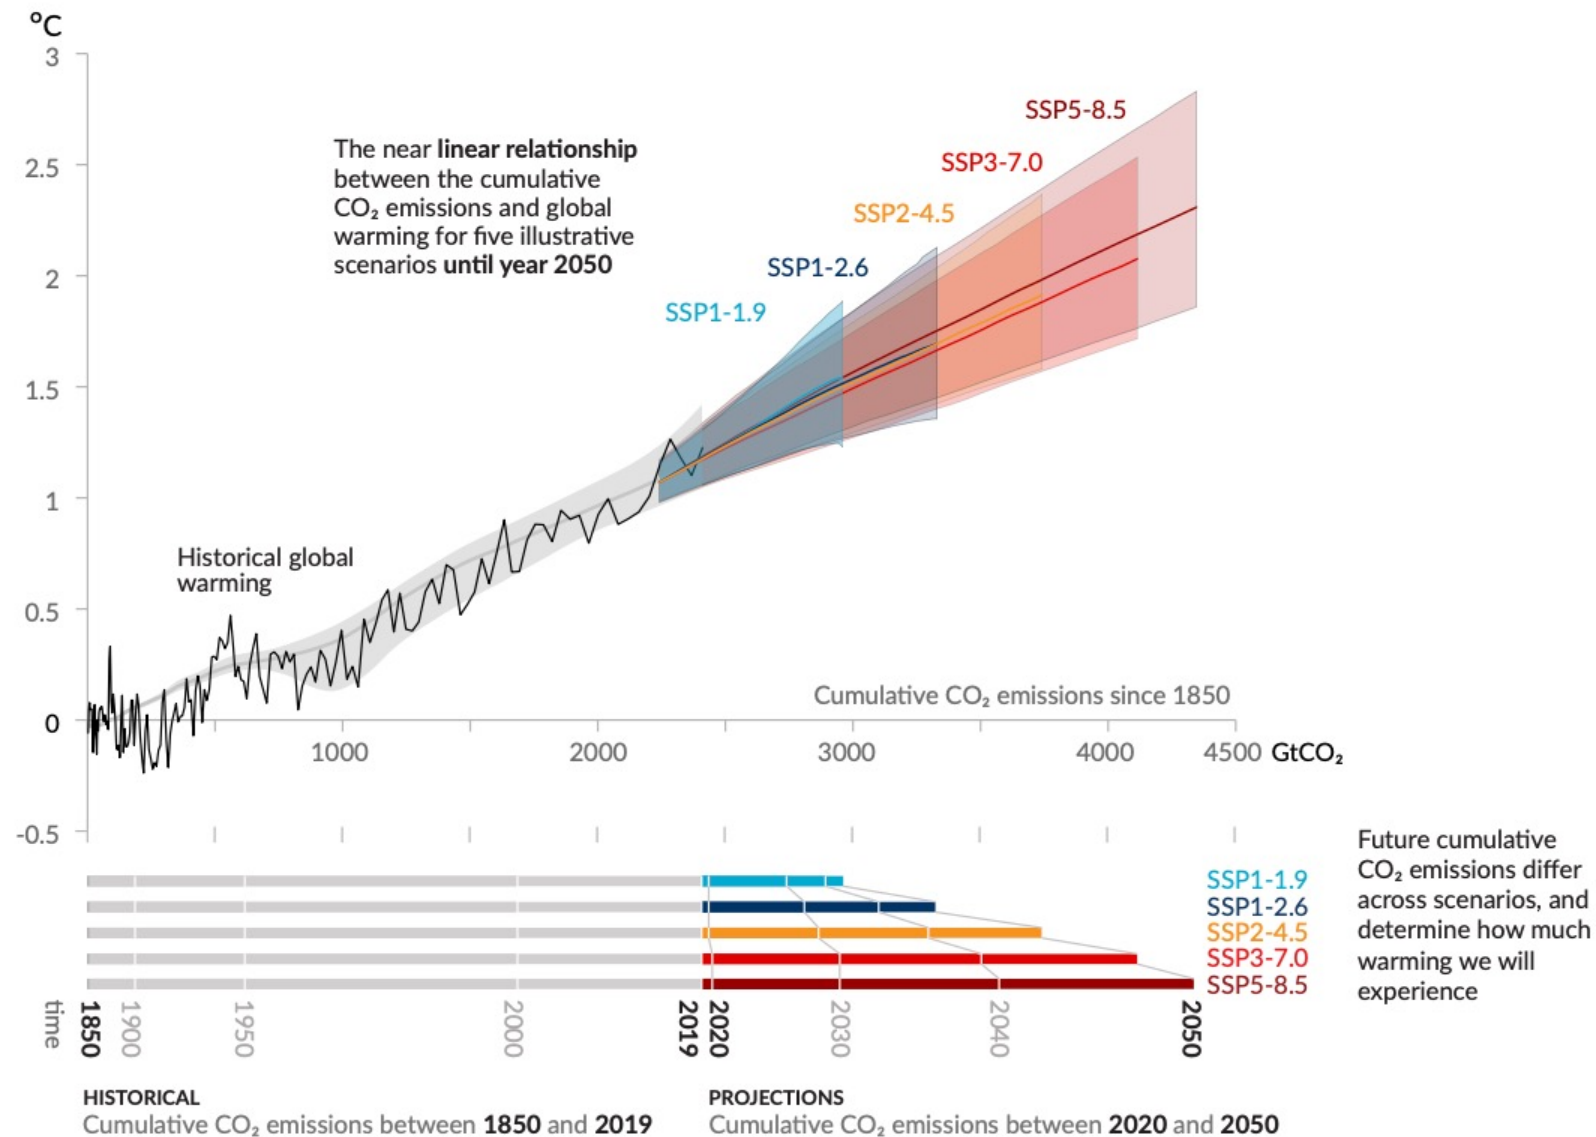 ºC
3
SSP5-8.5
The near linear relationship
between the cumulative
CO₂ emissions and global
warming for five illustrative
scenarios until year 2050
2.5
SSP3-7.0
SSP2-4.5
2
SSP1-2.6
SSP1-1.9
1.5
1
Historical global
warming
0.5
Cumulative CO₂ emissions since 1850
0
1000
2000
3000
4000
4500 GtCO₂
-0.5
Future cumulative
CO₂ emissions differ
across scenarios, and
determine how much
warming we will
experience
SSP1-1.9
SSP1-2.6
SSP2-4.5
SSP3-7.0
SSP5-8.5
time
1850
1900
1950
2000
2019
2020
2030
2040
2050
HISTORICAL
Cumulative CO₂ emissions between 1850 and 2019
PROJECTIONS
Cumulative CO₂ emissions between 2020 and 2050